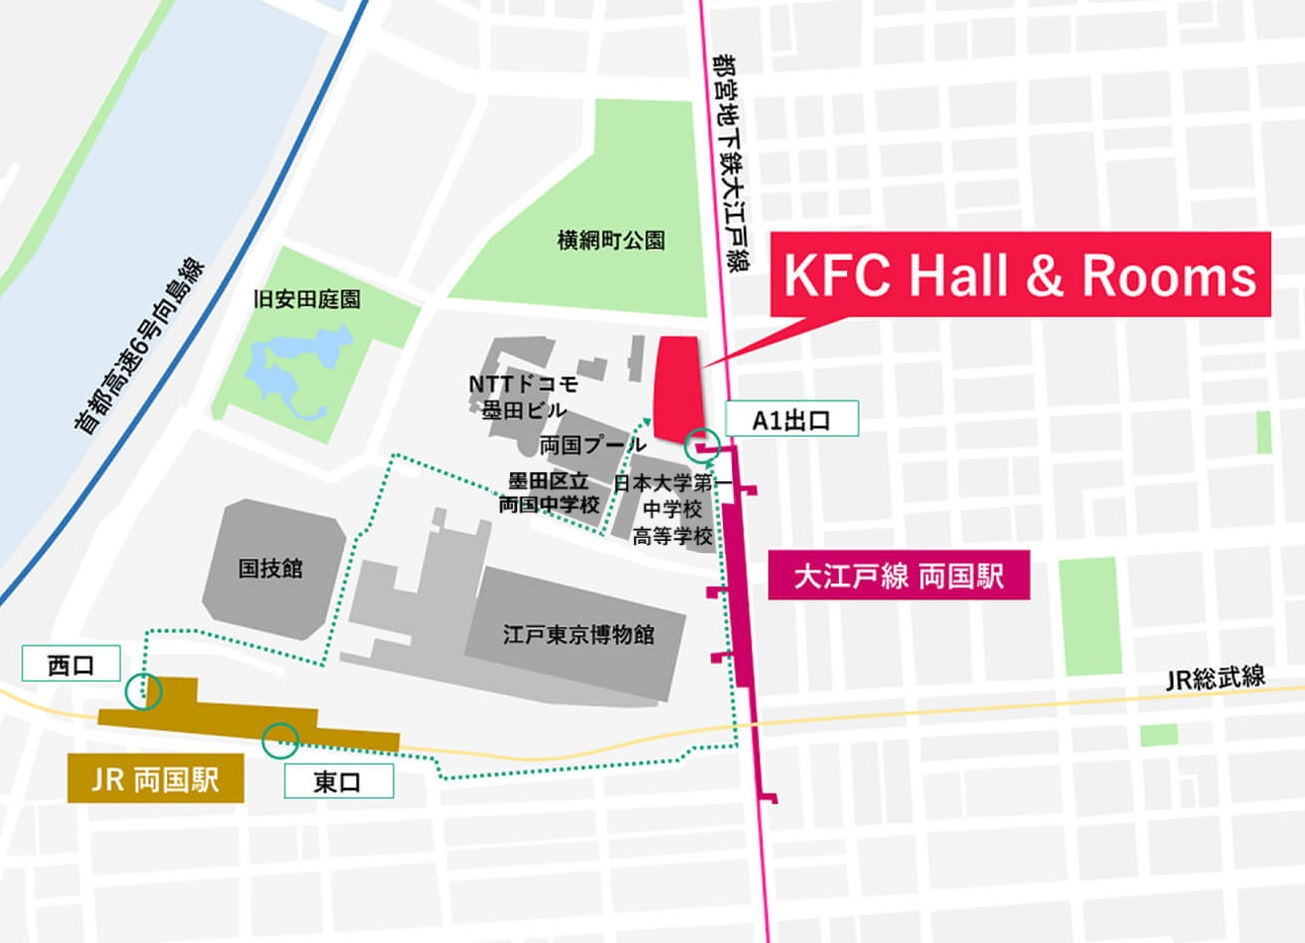 都営地下鉄大江戸線
横網町公園
KFC Hall & Rooms
旧安田庭園
首都高速6号向島線
NTTドコモ
墨田ビル
A1出口
両国プール
墨田区立
両国中学校
日本大学第一
中学校
高等学校
国技館
大江戸線 両国駅
江戸東京博物館
西口
JR総武線
JR 両国駅
東口